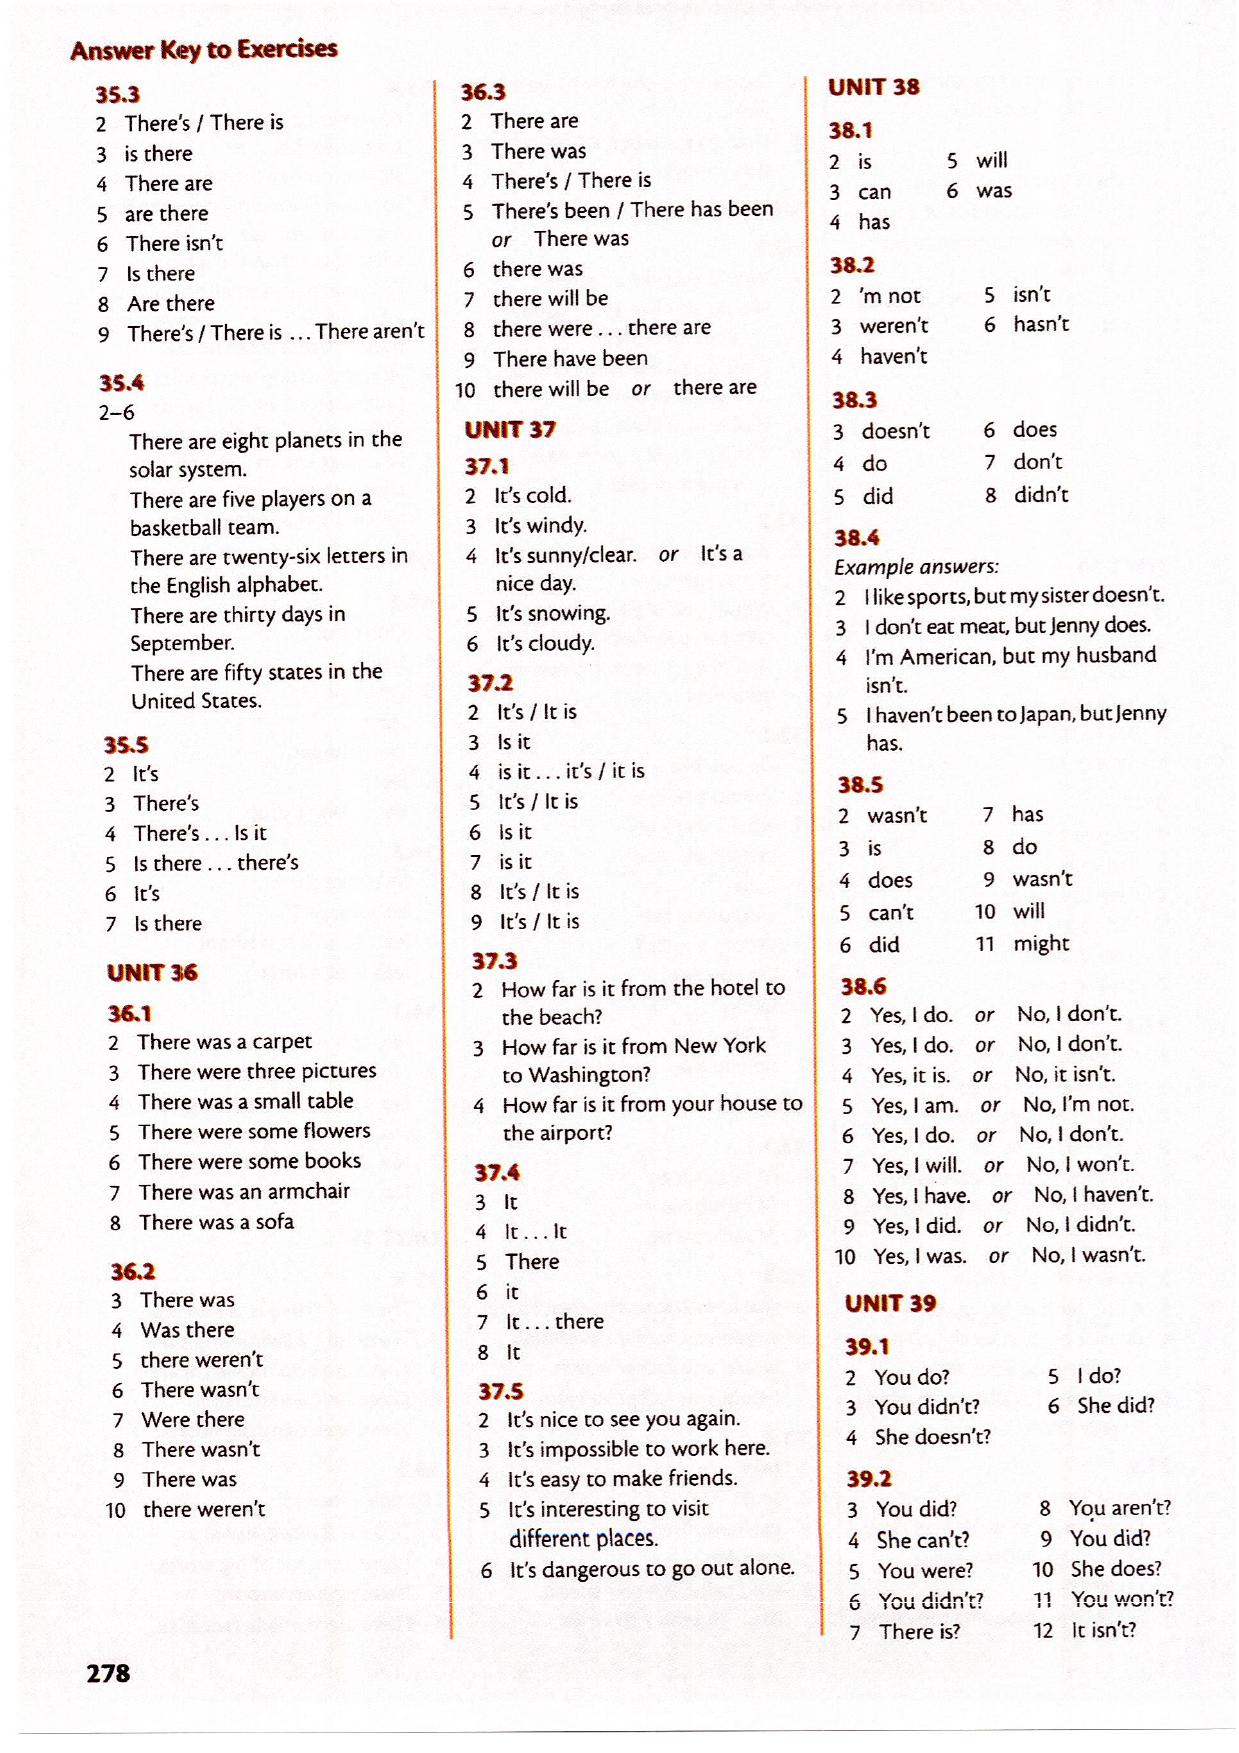 Answer Key to Exercises
35.3
2 There's / There is
3 is there
4 There are
5 are there
6 There isn't
7 Is there
8 Are there
9 There's / There is ... There aren't
35.4
2–6
There are eight planets in the
solar system.
There are five players on a
basketball team.
There are twenty-six letters in
the English alphabet.
There are thirty days in
September.
There are fifty states in the
United States.
35.5
2 It's
3 There's
4 There's ... Is it
5 Is there ... there's
6 It's
7 Is there
UNIT 36
36.1
2 There was a carpet
3 There were three pictures
4 There was a small table
5 There were some flowers
6 There were some books
7 There was an armchair
8 There was a sofa
36.2
3 There was
4 Was there
5 there weren't
6 There wasn't
7 Were there
8 There wasn't
9 There was
10 there weren't
36.3
2 There are
3 There was
4 There's / There is
5 There's been / There has been
or There was
6 there was
7 there will be
8 there were ... there are
9 There have been
10 there will be or there are
UNIT 37
37.1
2 It's cold.
3 It's windy.
4 It's sunny/clear. or It's a
nice day.
5 It's snowing.
6 It's cloudy.
37.2
2 It's / It is
3 Is it
4 is it ... it's / it is
5 It's / It is
6 Is it
7 is it
8 It's / It is
9 It's / It is
37.3
2 How far is it from the hotel to
the beach?
3 How far is it from New York
to Washington?
4 How far is it from your house to
the airport?
37.4
3 It
4 It ... It
5 There
6 it
7 It ... there
8 It
37.5
2 It's nice to see you again.
3 It's impossible to work here.
4 It's easy to make friends.
5 It's interesting to visit
different places.
6 It's dangerous to go out alone.
UNIT 38
38.1
2 is 5 will
3 can 6 was
4 has
38.2
2 'm not 5 isn't
3 weren't 6 hasn't
4 haven't
38.3
3 doesn't 6 does
4 do 7 don't
5 did 8 didn't
38.4
Example answers:
2 I like sports, but my sister doesn't.
3 I don't eat meat, but Jenny does.
4 I'm American, but my husband
isn't.
5 I haven't been to Japan, but Jenny
has.
38.5
2 wasn't 7 has
3 is 8 do
4 does 9 wasn't
5 can't 10 will
6 did 11 might
38.6
2 Yes, I do. or No, I don't.
3 Yes, I do. or No, I don't.
4 Yes, it is. or No, it isn't.
5 Yes, I am. or No, I'm not.
6 Yes, I do. or No, I don't.
7 Yes, I will. or No, I won't.
8 Yes, I have. or No, I haven't.
9 Yes, I did. or No, I didn't.
10 Yes, I was. or No, I wasn't.
UNIT 39
39.1
2 You do? 5 I do?
3 You didn't? 6 She did?
4 She doesn't?
39.2
3 You did? 8 You aren't?
4 She can't? 9 You did?
5 You were? 10 She does?
6 You didn't? 11 You won't?
7 There is? 12 It isn't?
278